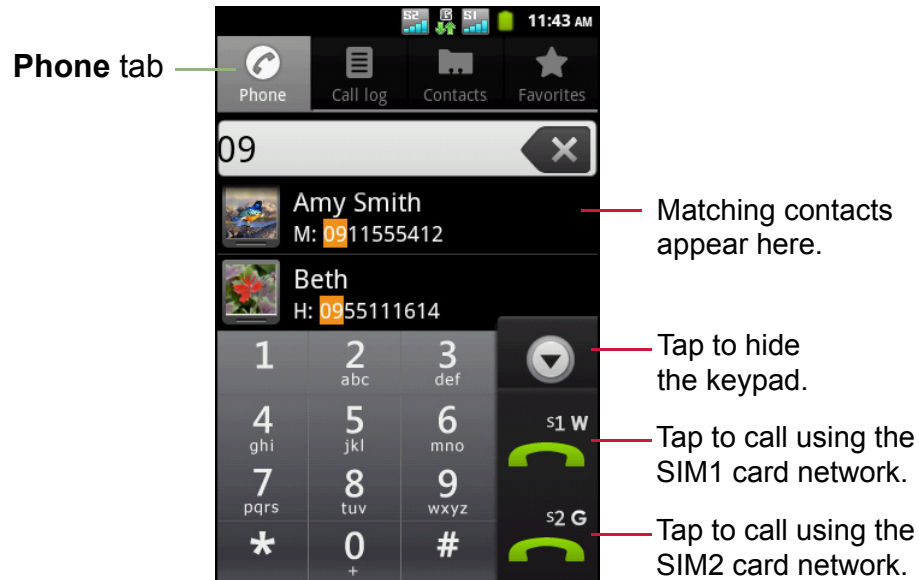 S2 E S1 11:43 AM
Phone tab
Phone Call log Contacts Favorites
09
Amy Smith
M: 0911555412
Matching contacts
appear here.
Beth
H: 0955111614
Tap to hide
the keypad.
1 2 abc 3 def
4 ghi 5 jkl 6 mno
S1 W
Tap to call using the
SIM1 card network.
7 pqrs 8 tuv 9 wxyz
* 0 + #
S2 G
Tap to call using the
SIM2 card network.